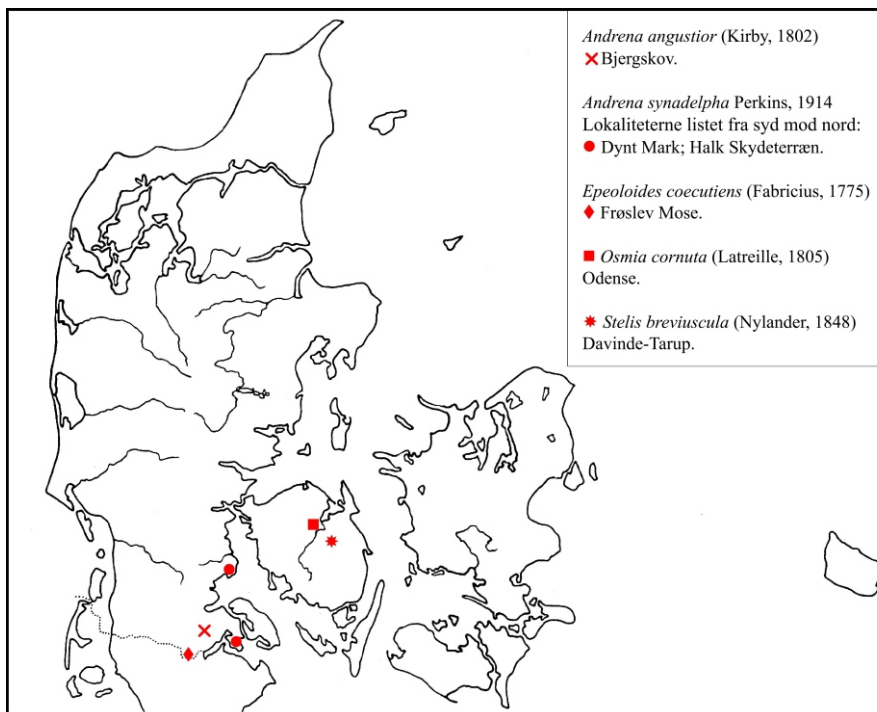 Andrena angustior (Kirby, 1802)
Bjergskov.
Andrena synadelpha Perkins, 1914
Lokaliteterne listet fra syd mod nord:
Dynt Mark; Halk Skydeterræn.
Epeoloides coecutiens (Fabricius, 1775)
Frøslev Mose.
Osmia cornuta (Latreille, 1805)
Odense.
Stelis breviuscula (Nylander, 1848)
Davinde-Tarup.